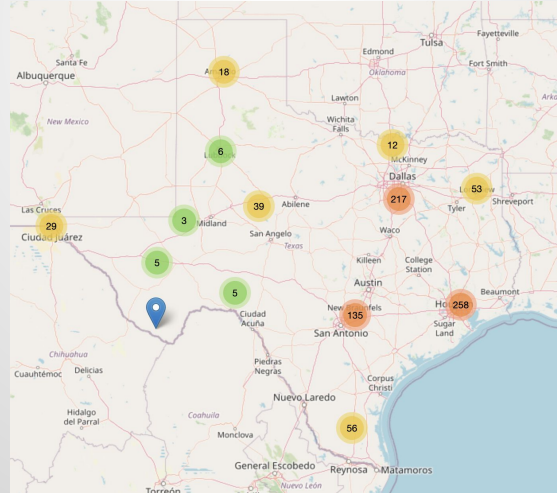 Fayetteville
Tulsa
Edmond
Santa Fe
Fort Smith
Albuquerque
18
Oklahoma
Lawton
New Mexico
Wichita
Falls
12
6
McKinney
Dallas
53
Las Cruces
39
Abilene
217
Tyler
Shreveport
29
3
Midland
Ciudad Juárez
San Angelo
Waco
Texas
5
Killeen
College
Station
5
Austin
Beaumont
258
Ciudad
Acuña
135
Sugar
Land
San Antonio
Chihuahua
Piedras
Negras
Cuauhtémoc
Delicias
Corpus
Christi
Nuevo Laredo
Hidalgo
del Parral
Coahuila
56
Monclova
General Escobedo
Reynosa
Matamoros
Nuevo León
Torreón